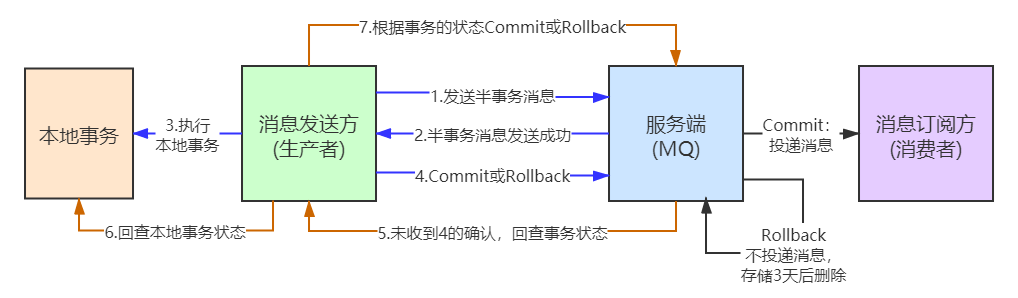 7.根据事务的状态Commit或Rollback
本地事务
3.执行
本地事务
消息发送方
(生产者)
1.发送半事务消息
2.半事务消息发送成功
4.Commit或Rollback
服务端
(MQ)
Commit：
投递消息
消息订阅方
(消费者)
6.回查本地事务状态
5.未收到4的确认，回查事务状态
Rollback
不投递消息，
存储3天后删除